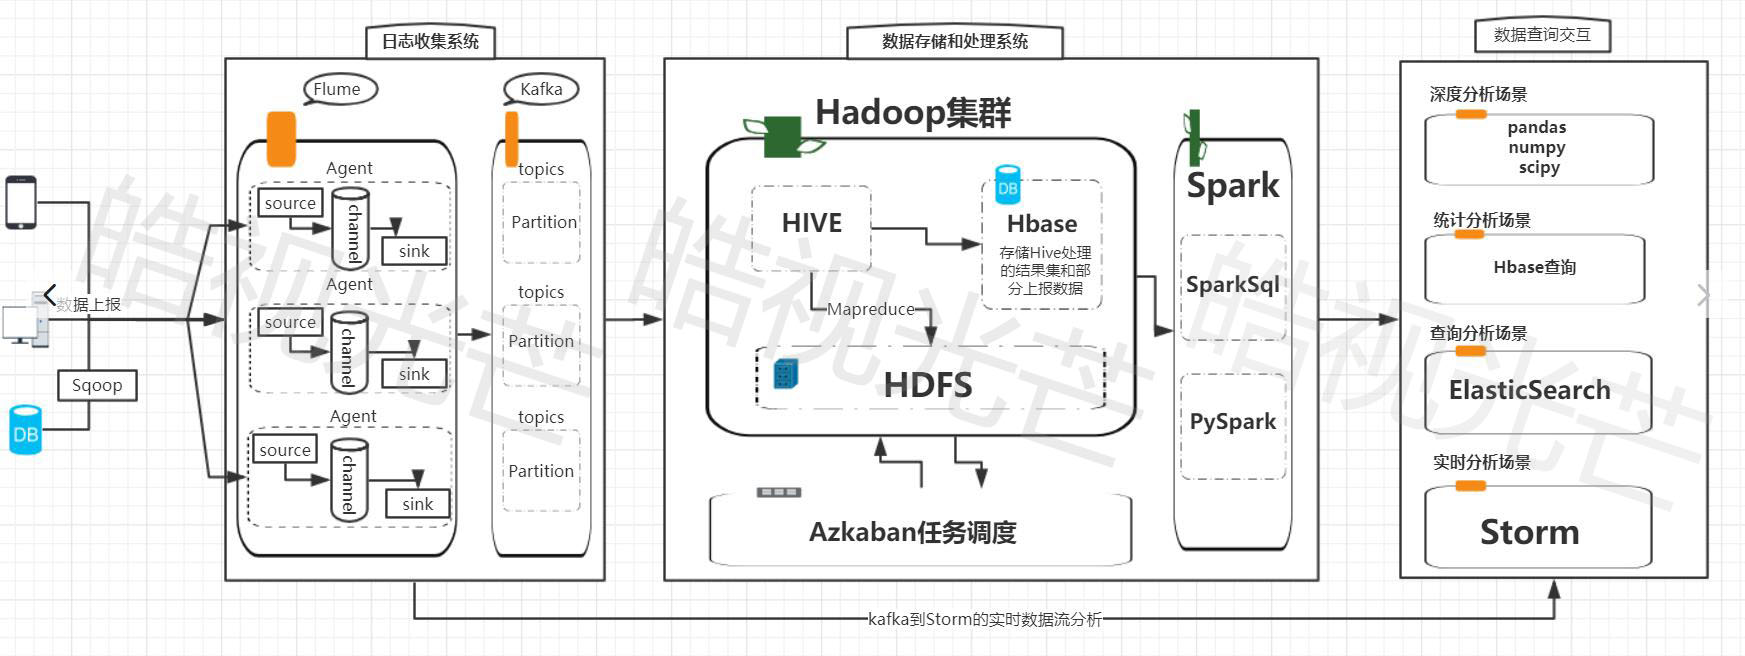 日志收集系统
数据存储和处理系统
数据查询交互
Flume
Kafka
Agent
source
channel
sink
Agent
source
channel
sink
Agent
source
channel
sink
topics
Partition
topics
Partition
topics
Partition
数据上报
Sqoop
DB
Hadoop集群
HIVE
DB
Hbase
存储Hive处理
的结果集和部
分上报数据
Mapreduce
HDFS
Azkaban任务调度
Spark
SparkSql
PySpark
深度分析场景
pandas
numpy
scipy
统计分析场景
Hbase查询
查询分析场景
ElasticSearch
实时分析场景
Storm
kafka到Storm的实时数据流分析
皓视光芒
皓视光芒
皓视光芒